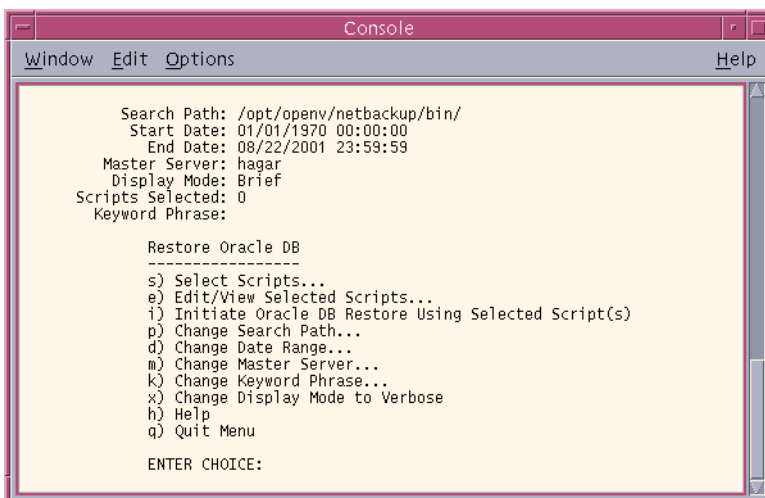 Console
Window Edit Options Help
Search Path: /opt/openv/netbackup/bin/
Start Date: 01/01/1970 00:00:00
End Date: 08/22/2001 23:59:59
Master Server: hagar
Display Mode: Brief
Scripts Selected: 0
Keyword Phrase:
Restore Oracle DB
-----------------
s) Select Scripts...
e) Edit/View Selected Scripts...
i) Initiate Oracle DB Restore Using Selected Script(s)
p) Change Search Path...
d) Change Date Range...
m) Change Master Server...
k) Change Keyword Phrase...
x) Change Display Mode to Verbose
h) Help
q) Quit Menu
ENTER CHOICE: